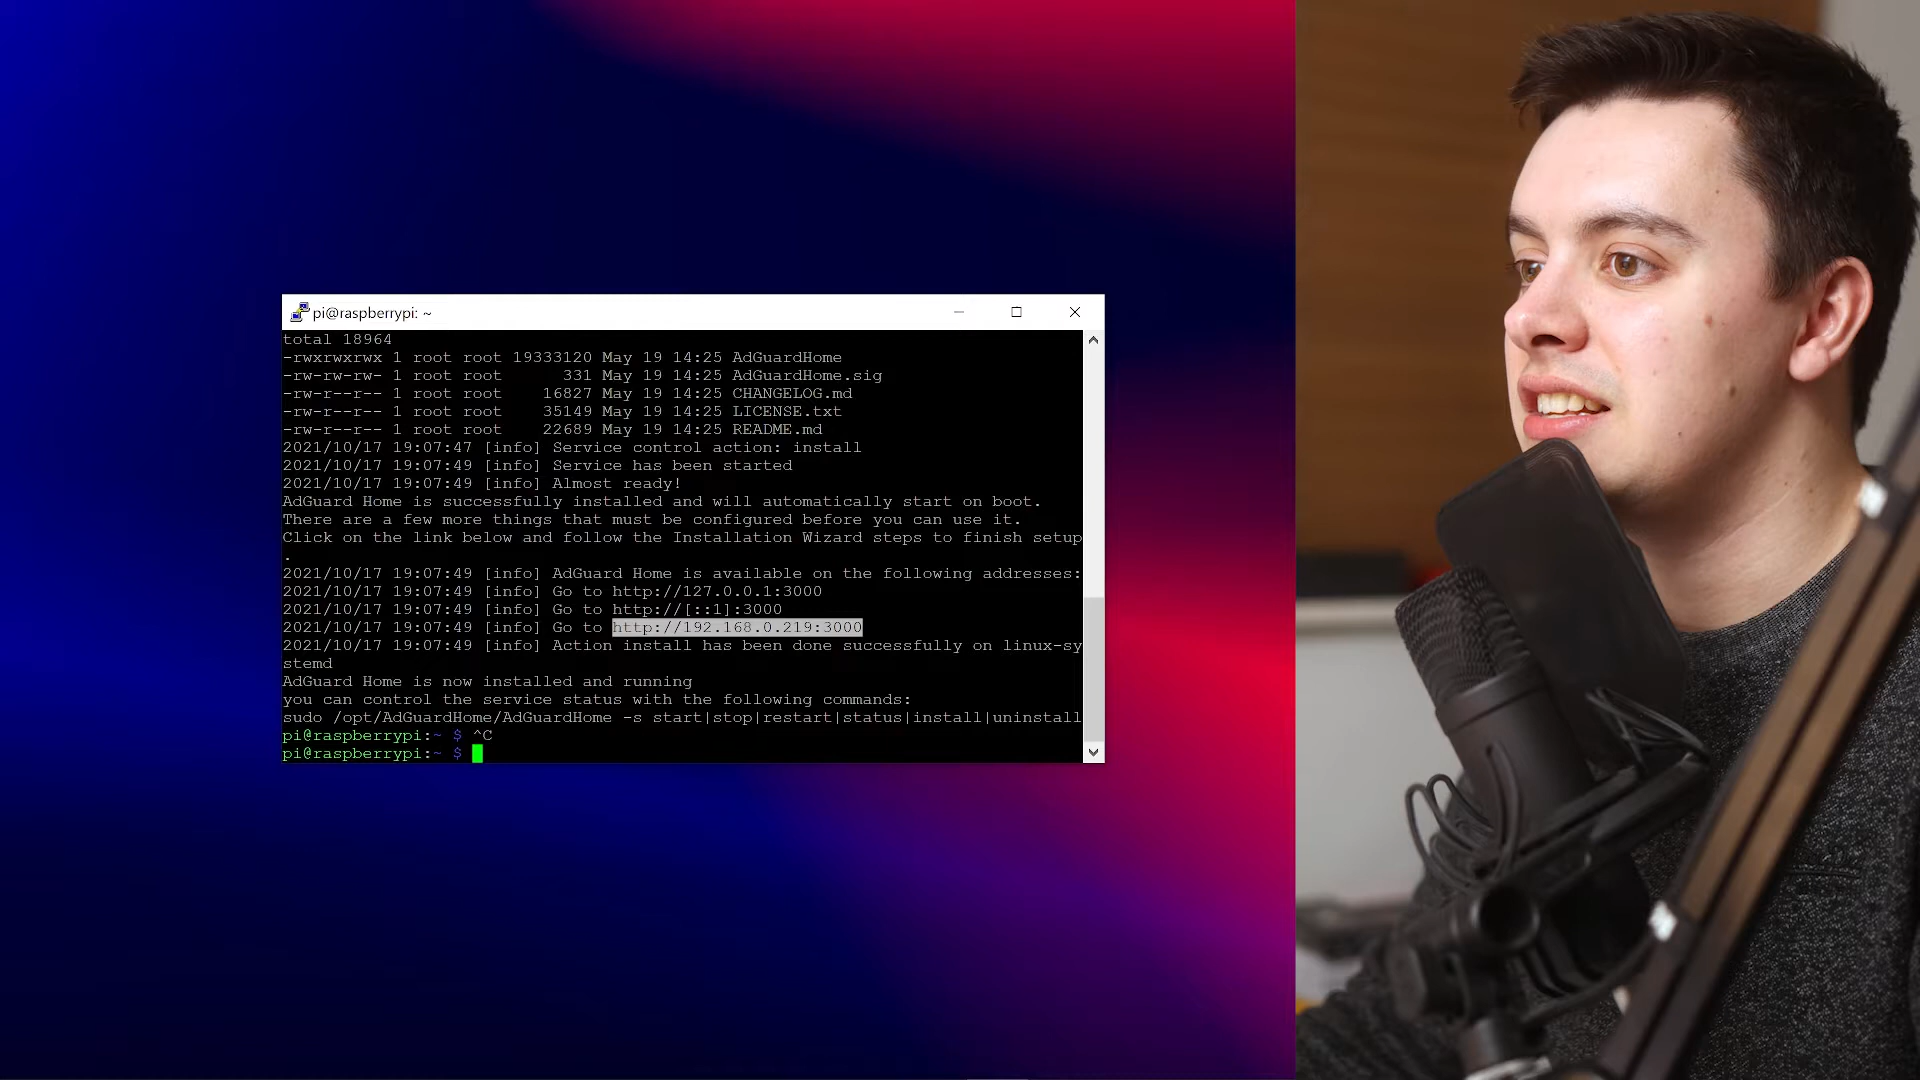 pi@raspberrypi: ~
total 18964
-rwxrwxrwx 1 root root 19333120 May 19 14:25 AdGuardHome
-rw-rw-rw- 1 root root      331 May 19 14:25 AdGuardHome.sig
-rw-r--r-- 1 root root    16827 May 19 14:25 CHANGELOG.md
-rw-r--r-- 1 root root    35149 May 19 14:25 LICENSE.txt
-rw-r--r-- 1 root root    22689 May 19 14:25 README.md
2021/10/17 19:07:47 [info] Service control action: install
2021/10/17 19:07:49 [info] Service has been started
2021/10/17 19:07:49 [info] Almost ready!
AdGuard Home is successfully installed and will automatically start on boot.
There are a few more things that must be configured before you can use it.
Click on the link below and follow the Installation Wizard steps to finish setup
.
2021/10/17 19:07:49 [info] AdGuard Home is available on the following addresses:
2021/10/17 19:07:49 [info] Go to http://127.0.0.1:3000
2021/10/17 19:07:49 [info] Go to http://[::1]:3000
2021/10/17 19:07:49 [info] Go to http://192.168.0.219:3000
2021/10/17 19:07:49 [info] Action install has been done successfully on linux-sy
stemd
AdGuard Home is now installed and running
you can control the service status with the following commands:
sudo /opt/AdGuardHome/AdGuardHome -s start|stop|restart|status|install|uninstall
pi@raspberrypi:~ $ ^C
pi@raspberrypi:~ $